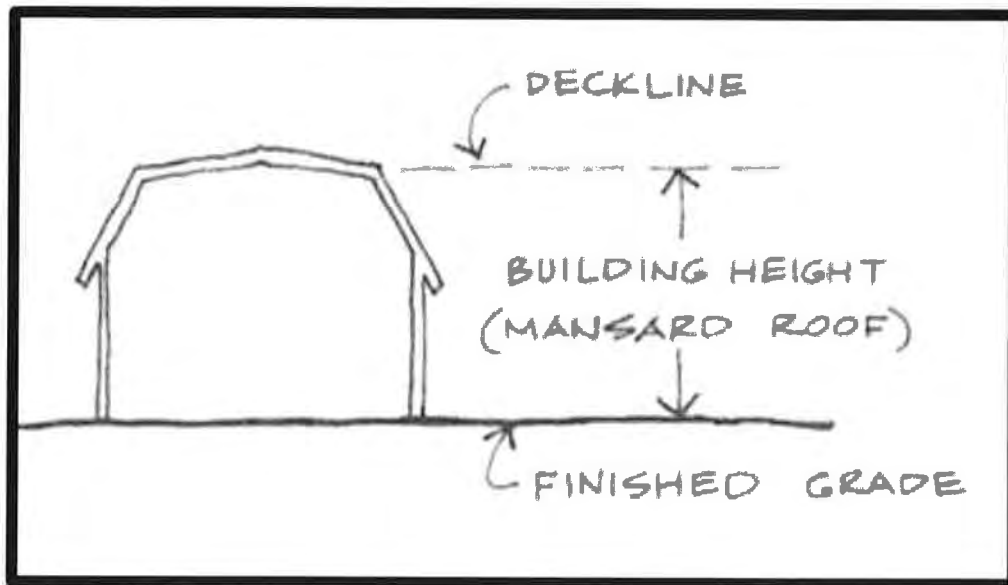 DECKLINE
BUILDING HEIGHT
(MANSARD ROOF)
FINISHED GRADE